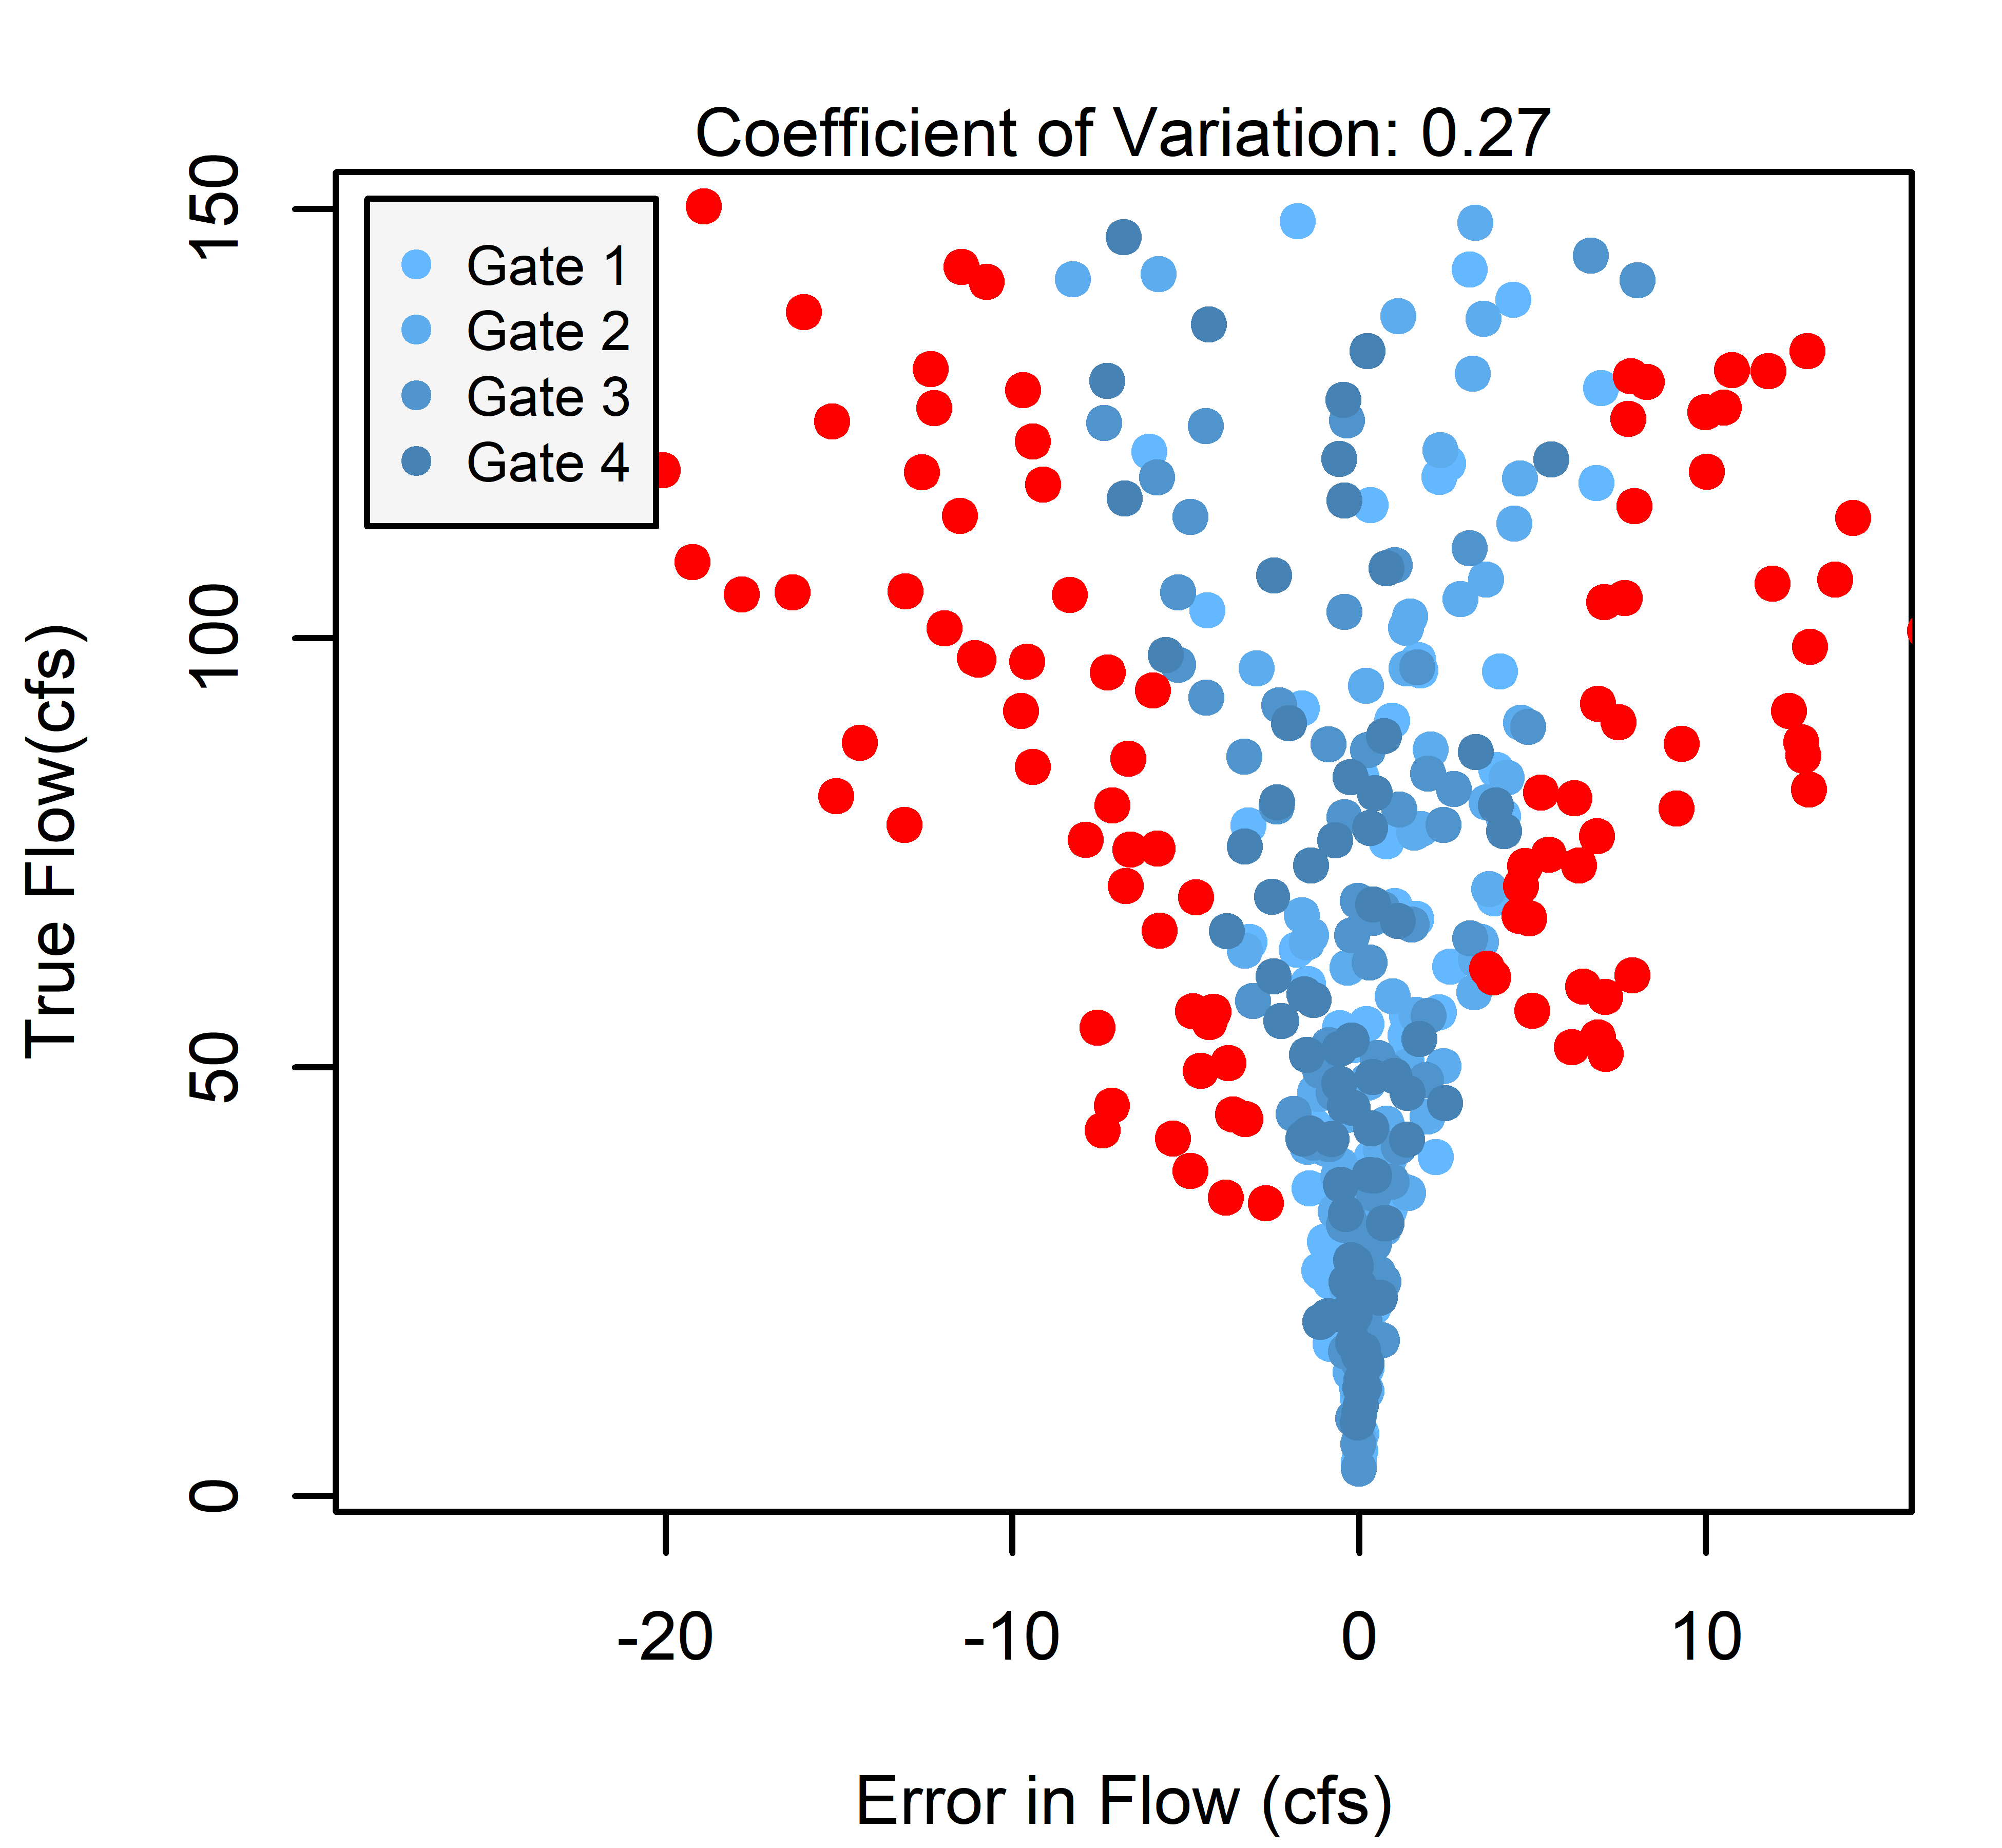 Coefficient of Variation: 0.27
150
100
50
0
True Flow(cfs)
Gate 1
Gate 2
Gate 3
Gate 4
-20 -10 0 10
Error in Flow (cfs)